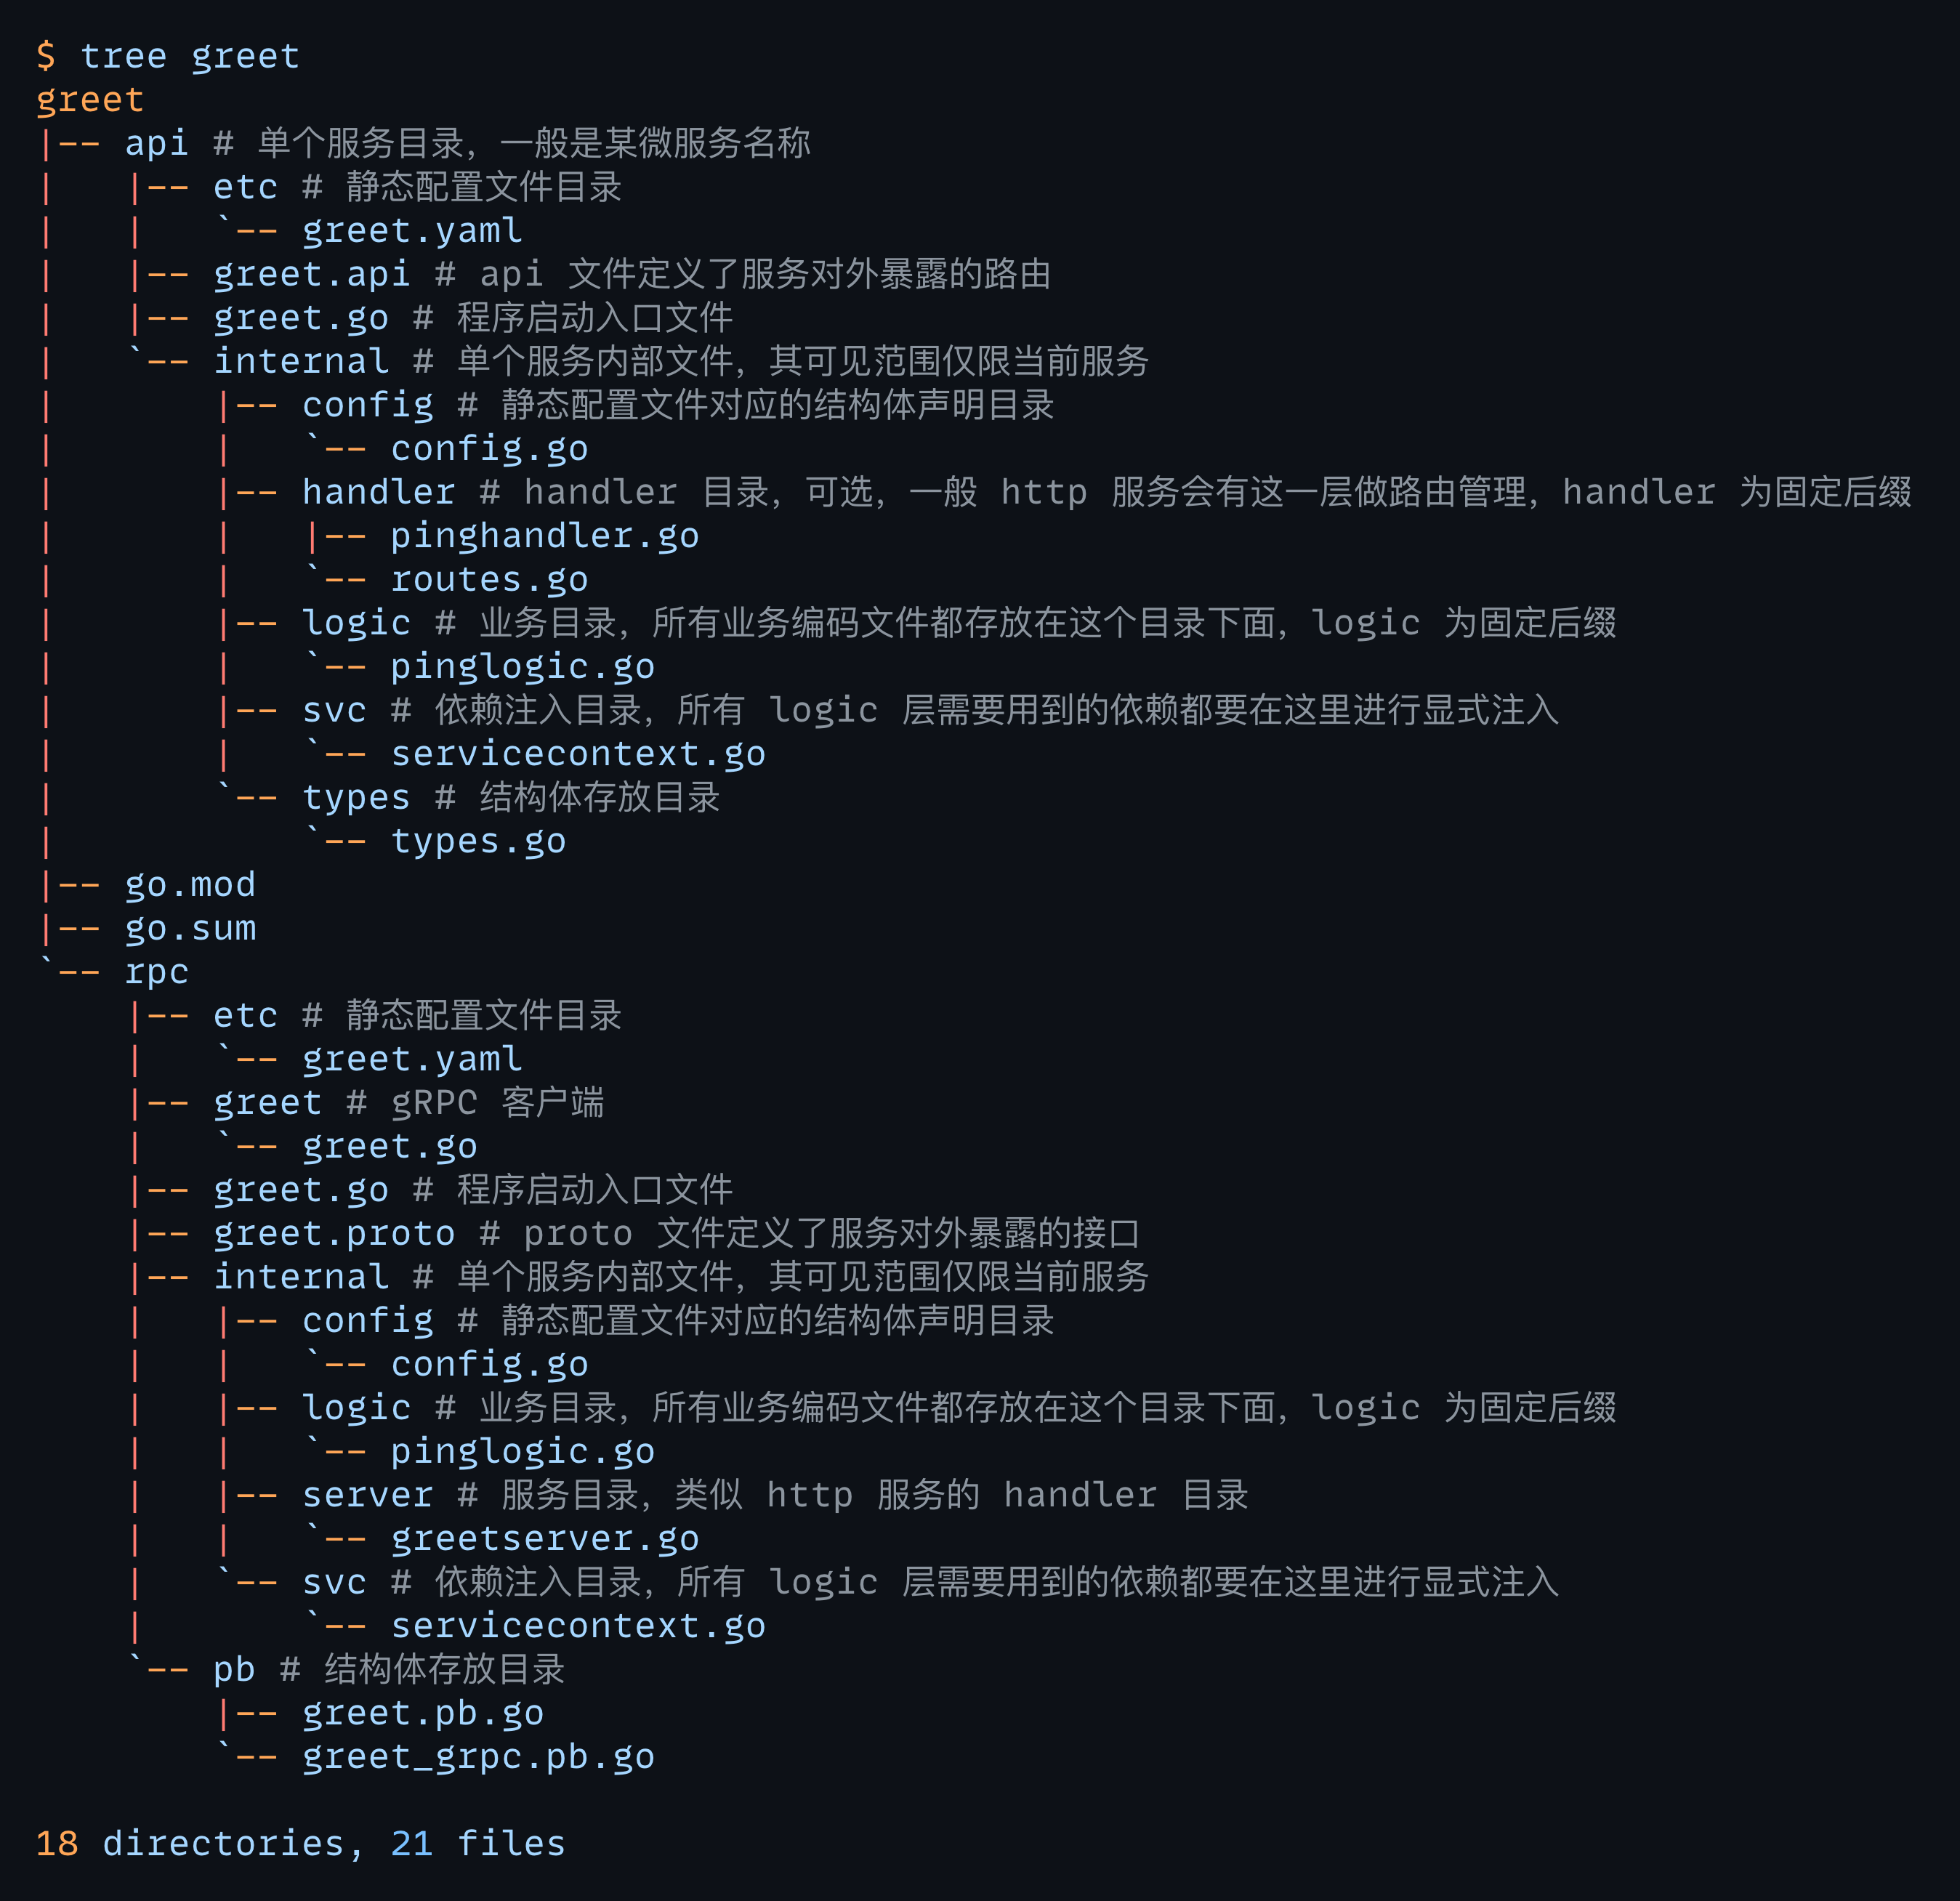 $ tree greet
greet
|-- api # 单个服务目录，一般是某微服务名称
|   |-- etc # 静态配置文件目录
|   |   `-- greet.yaml
|   |-- greet.api # api 文件定义了服务对外暴露的路由
|   |-- greet.go # 程序启动入口文件
|   `-- internal # 单个服务内部文件，其可见范围仅限当前服务
|       |-- config # 静态配置文件对应的结构体声明目录
|       |   `-- config.go
|       |-- handler # handler 目录，可选，一般 http 服务会有这一层做路由管理，handler 为固定后缀
|       |   |-- pinghandler.go
|       |   `-- routes.go
|       |-- logic # 业务目录，所有业务编码文件都存放在这个目录下面，logic 为固定后缀
|       |   `-- pinglogic.go
|       |-- svc # 依赖注入目录，所有 logic 层需要用到的依赖都要在这里进行显式注入
|       |   `-- servicecontext.go
|       `-- types # 结构体存放目录
|           `-- types.go
|-- go.mod
|-- go.sum
`-- rpc
    |-- etc # 静态配置文件目录
    |   `-- greet.yaml
    |-- greet # gRPC 客户端
    |   `-- greet.go
    |-- greet.go # 程序启动入口文件
    |-- greet.proto # proto 文件定义了服务对外暴露的接口
    |-- internal # 单个服务内部文件，其可见范围仅限当前服务
    |   |-- config # 静态配置文件对应的结构体声明目录
    |   |   `-- config.go
    |   |-- logic # 业务目录，所有业务编码文件都存放在这个目录下面，logic 为固定后缀
    |   |   `-- pinglogic.go
    |   |-- server # 服务目录，类似 http 服务的 handler 目录
    |   |   `-- greetserver.go
    |   `-- svc # 依赖注入目录，所有 logic 层需要用到的依赖都要在这里进行显式注入
    |       `-- servicecontext.go
    `-- pb # 结构体存放目录
        |-- greet.pb.go
        `-- greet_grpc.pb.go
18 directories, 21 files